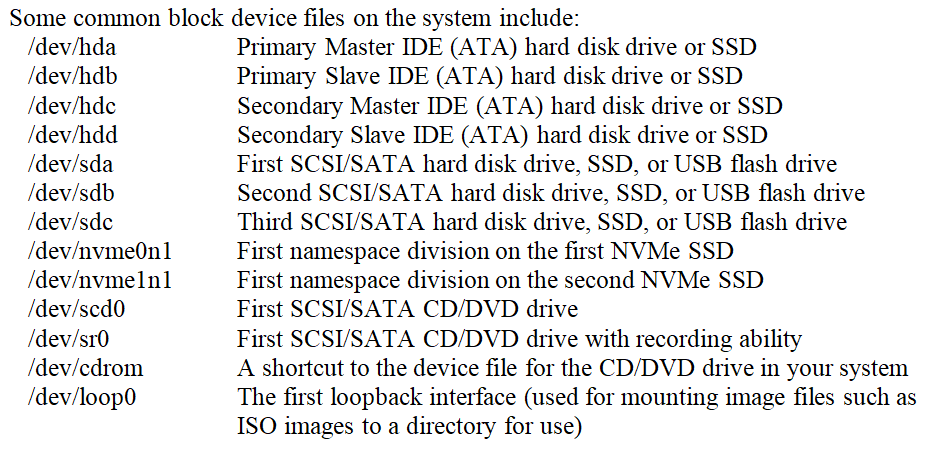 Some common block device files on the system include:
/dev/hda Primary Master IDE (ATA) hard disk drive or SSD
/dev/hdb Primary Slave IDE (ATA) hard disk drive or SSD
/dev/hdc Secondary Master IDE (ATA) hard disk drive or SSD
/dev/hdd Secondary Slave IDE (ATA) hard disk drive or SSD
/dev/sda First SCSI/SATA hard disk drive, SSD, or USB flash drive
/dev/sdb Second SCSI/SATA hard disk drive, SSD, or USB flash drive
/dev/sdc Third SCSI/SATA hard disk drive, SSD, or USB flash drive
/dev/nvme0n1 First namespace division on the first NVMe SSD
/dev/nvme1n1 First namespace division on the second NVMe SSD
/dev/scd0 First SCSI/SATA CD/DVD drive
/dev/sr0 First SCSI/SATA CD/DVD drive with recording ability
/dev/cdrom A shortcut to the device file for the CD/DVD drive in your system
/dev/loop0 The first loopback interface (used for mounting image files such as
ISO images to a directory for use)